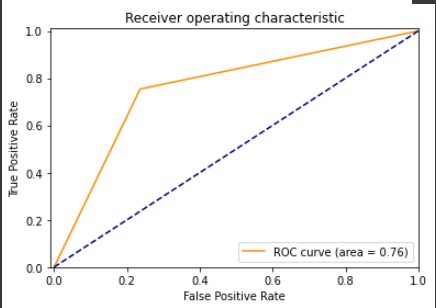 Receiver operating characteristic
1.0
0.8
0.6
0.4
0.2
0.0
True Positive Rate
ROC curve (area = 0.76)
0.0 0.2 0.4 0.6 0.8 1.0
False Positive Rate